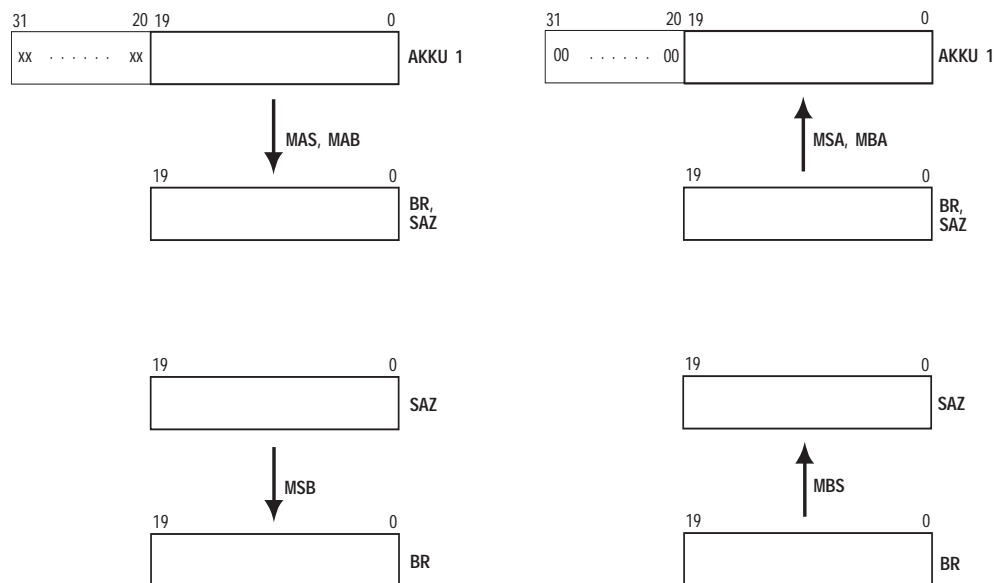 31 20 19 0
xx · · · · · · xx AKKU 1
MAS, MAB
19 0
BR,
SAZ
31 20 19 0
00 · · · · · · 00 AKKU 1
MSA, MBA
19 0
BR,
SAZ
19 0
SAZ
MSB
19 0
BR
19 0
SAZ
MBS
19 0
BR